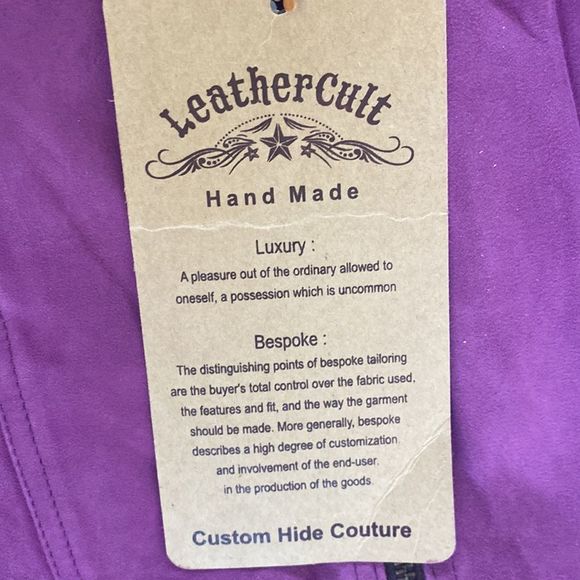 LeatherCult
Hand Made
Luxury :
A pleasure out of the ordinary allowed to
oneself, a possession which is uncommon
Bespoke :
The distinguishing points of bespoke tailoring
are the buyer's total control over the fabric used,
the features and fit, and the way the garment
should be made. More generally, bespoke
describes a high degree of customization
and involvement of the end-user.
in the production of the goods
Custom Hide Couture